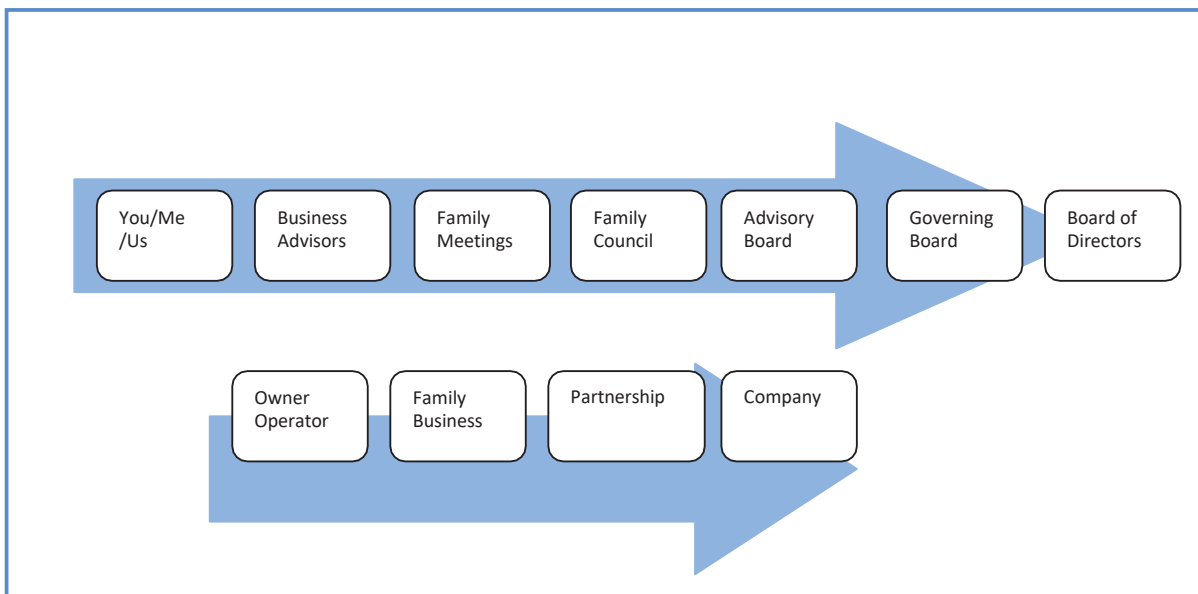 You/Me
/Us
Business
Advisors
Family
Meetings
Family
Council
Advisory
Board
Governing
Board
Board of
Directors
Owner
Operator
Family
Business
Partnership
Company